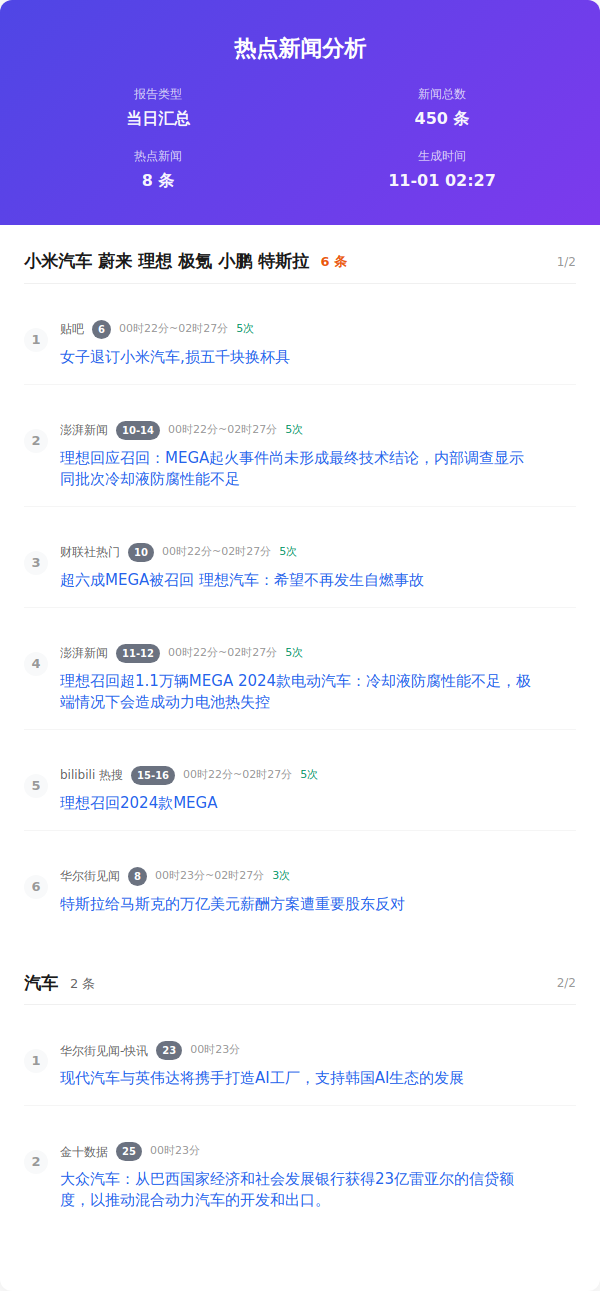 热点新闻分析
报告类型
当日汇总
新闻总数
450 条
热点新闻
8 条
生成时间
11-01 02:27
小米汽车 蔚来 理想 极氪 小鹏 特斯拉 6 条 1/2
1 贴吧 6 00时22分~02时27分 5次
女子退订小米汽车,损五千块换杯具
2 澎湃新闻 10-14 00时22分~02时27分 5次
理想回应召回：MEGA起火事件尚未形成最终技术结论，内部调查显示
同批次冷却液防腐性能不足
3 财联社热门 10 00时22分~02时27分 5次
超六成MEGA被召回 理想汽车：希望不再发生自燃事故
4 澎湃新闻 11-12 00时22分~02时27分 5次
理想召回超1.1万辆MEGA 2024款电动汽车：冷却液防腐性能不足，极
端情况下会造成动力电池热失控
5 bilibili 热搜 15-16 00时22分~02时27分 5次
理想召回2024款MEGA
6 华尔街见闻 8 00时23分~02时27分 3次
特斯拉给马斯克的万亿美元薪酬方案遭重要股东反对
汽车 2 条 2/2
1 华尔街见闻-快讯 23 00时23分
现代汽车与英伟达将携手打造AI工厂，支持韩国AI生态的发展
2 金十数据 25 00时23分
大众汽车：从巴西国家经济和社会发展银行获得23亿雷亚尔的信贷额
度，以推动混合动力汽车的开发和出口。